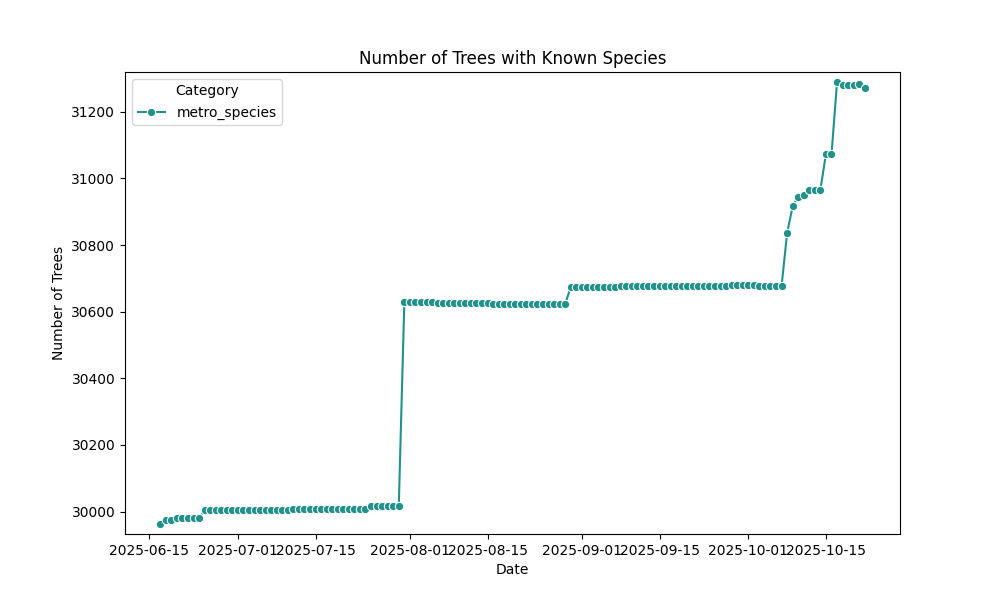 Number of Trees with Known Species
Category
metro_species
Number of Trees
31200
31000
30800
30600
30400
30200
30000
2025-06-15 2025-07-01 2025-07-15 2025-08-01 2025-08-15 2025-09-01 2025-09-15 2025-10-01 2025-10-15
Date